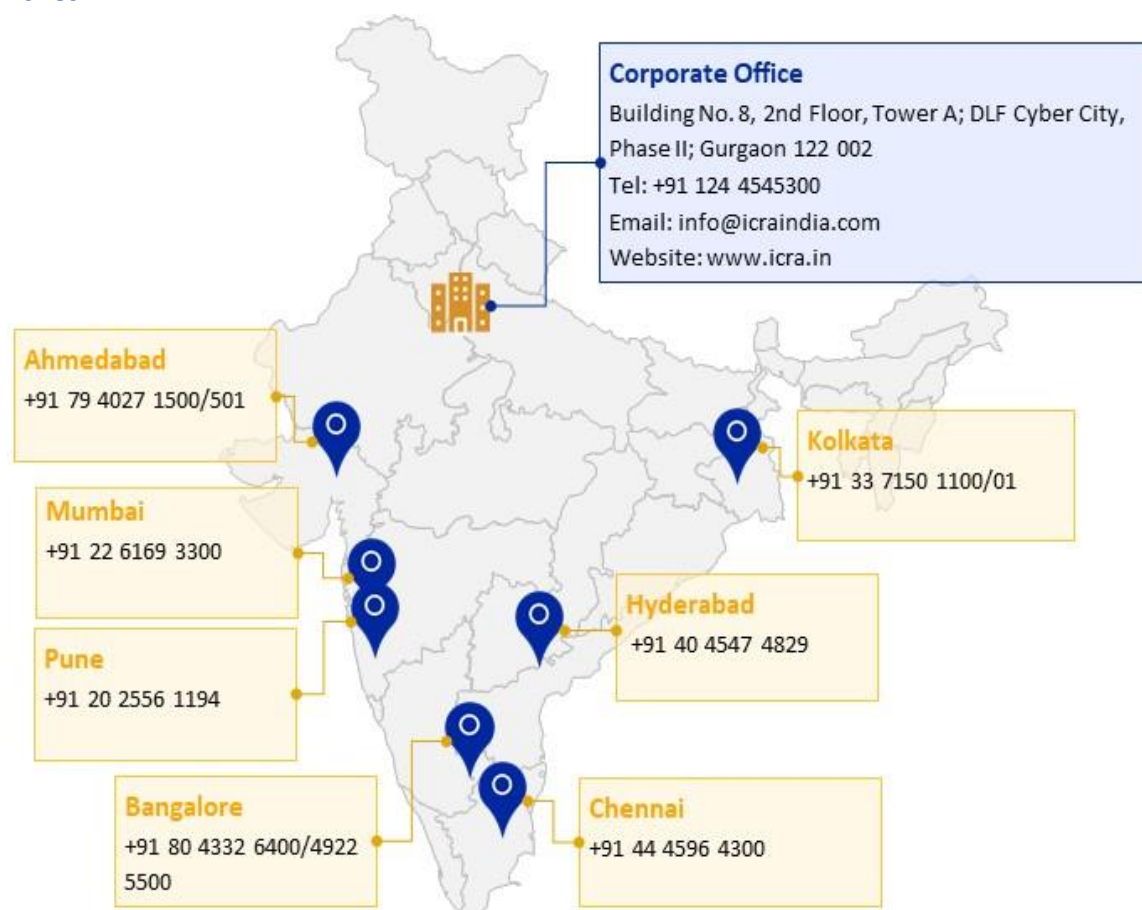 Corporate Office
Building No. 8, 2nd Floor, Tower A; DLF Cyber City,
Phase II; Gurgaon 122 002
Tel: +91 124 4545300
Email: info@icraindia.com
Website: www.icra.in
Ahmedabad
+91 79 4027 1500/501
Kolkata
+91 33 7150 1100/01
Mumbai
+91 22 6169 3300
Hyderabad
+91 40 4547 4829
Pune
+91 20 2556 1194
Bangalore
+91 80 4332 6400/4922
5500
Chennai
+91 44 4596 4300